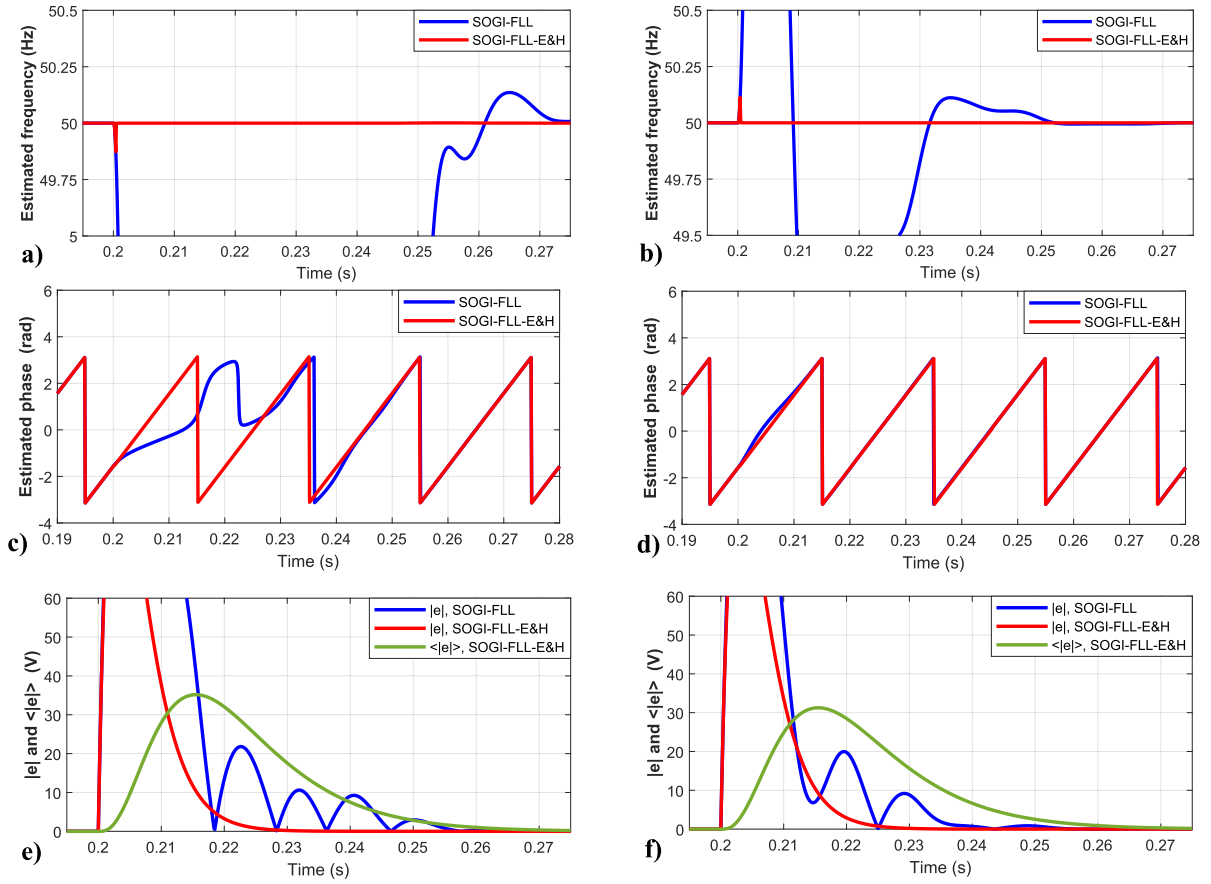 50.5
50.25
50
49.75
5
Estimated frequency (Hz)
SOGI-FLL
SOGI-FLL-E&H
0.2 0.21 0.22 0.23 0.24 0.25 0.26 0.27
Time (s)
a)
50.5
50.25
50
49.75
49.5
Estimated frequency (Hz)
SOGI-FLL
SOGI-FLL-E&H
0.2 0.21 0.22 0.23 0.24 0.25 0.26 0.27
Time (s)
b)
6
4
2
0
-2
-4
Estimated phase (rad)
SOGI-FLL
SOGI-FLL-E&H
0.19 0.2 0.21 0.22 0.23 0.24 0.25 0.26 0.27 0.28
Time (s)
c)
6
4
2
0
-2
-4
Estimated phase (rad)
SOGI-FLL
SOGI-FLL-E&H
0.19 0.2 0.21 0.22 0.23 0.24 0.25 0.26 0.27 0.28
Time (s)
d)
60
50
40
30
20
10
0
|e| and <|e|> (V)
|e|, SOGI-FLL
|e|, SOGI-FLL-E&H
<|e|>, SOGI-FLL-E&H
0.2 0.21 0.22 0.23 0.24 0.25 0.26 0.27
Time (s)
e)
60
50
40
30
20
10
0
|e| and <|e|> (V)
|e|, SOGI-FLL
|e|, SOGI-FLL-E&H
<|e|>, SOGI-FLL-E&H
0.2 0.21 0.22 0.23 0.24 0.25 0.26 0.27
Time (s)
f)